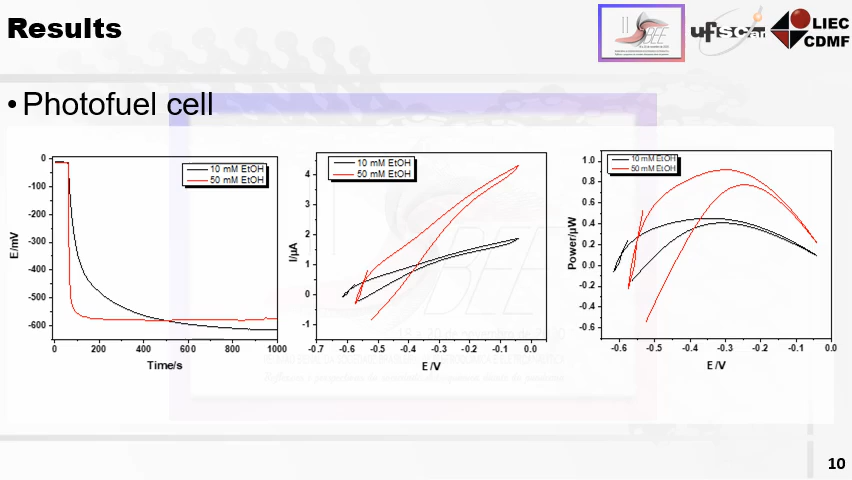 Results
ufiscar
LIEC
CDMF
•Photofuel cell
E/mV
0
-100
-200
-300
-400
-500
-600
10 mM EtOH
50 mM EtOH
0 200 400 600 800 1000
Time/s
I/µA
4
3
2
1
0
-1
10 mM EtOH
50 mM EtOH
-0.7 -0.6 -0.5 -0.4 -0.3 -0.2 -0.1 0.0
E /V
Power/µW
1.0
0.8
0.6
0.4
0.2
-0.0
-0.2
-0.4
-0.6
10 mM EtOH
50 mM EtOH
-0.6 -0.5 -0.4 -0.3 -0.2 -0.1 0.0
E /V
10